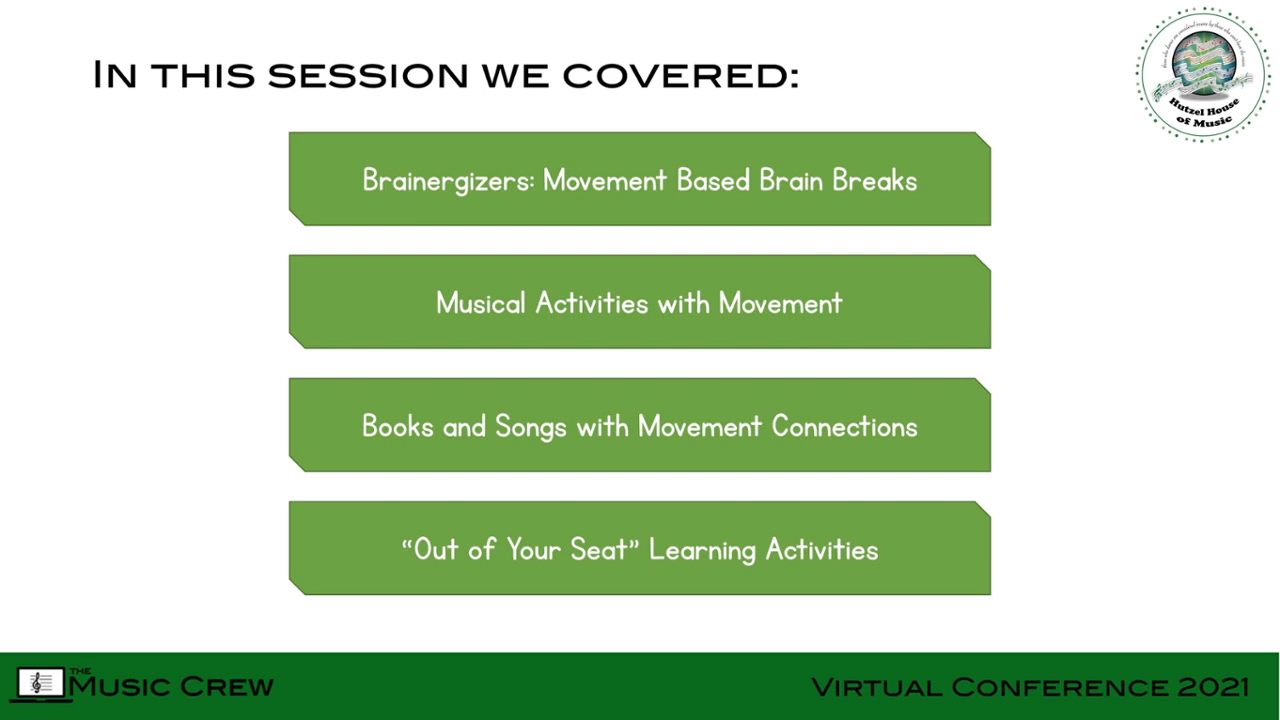 In this session we covered:
Hutzel House
of Music
Brainergizers: Movement Based Brain Breaks
Musical Activities with Movement
Books and Songs with Movement Connections
“Out of Your Seat” Learning Activities
The
Music Crew
Virtual Conference 2021